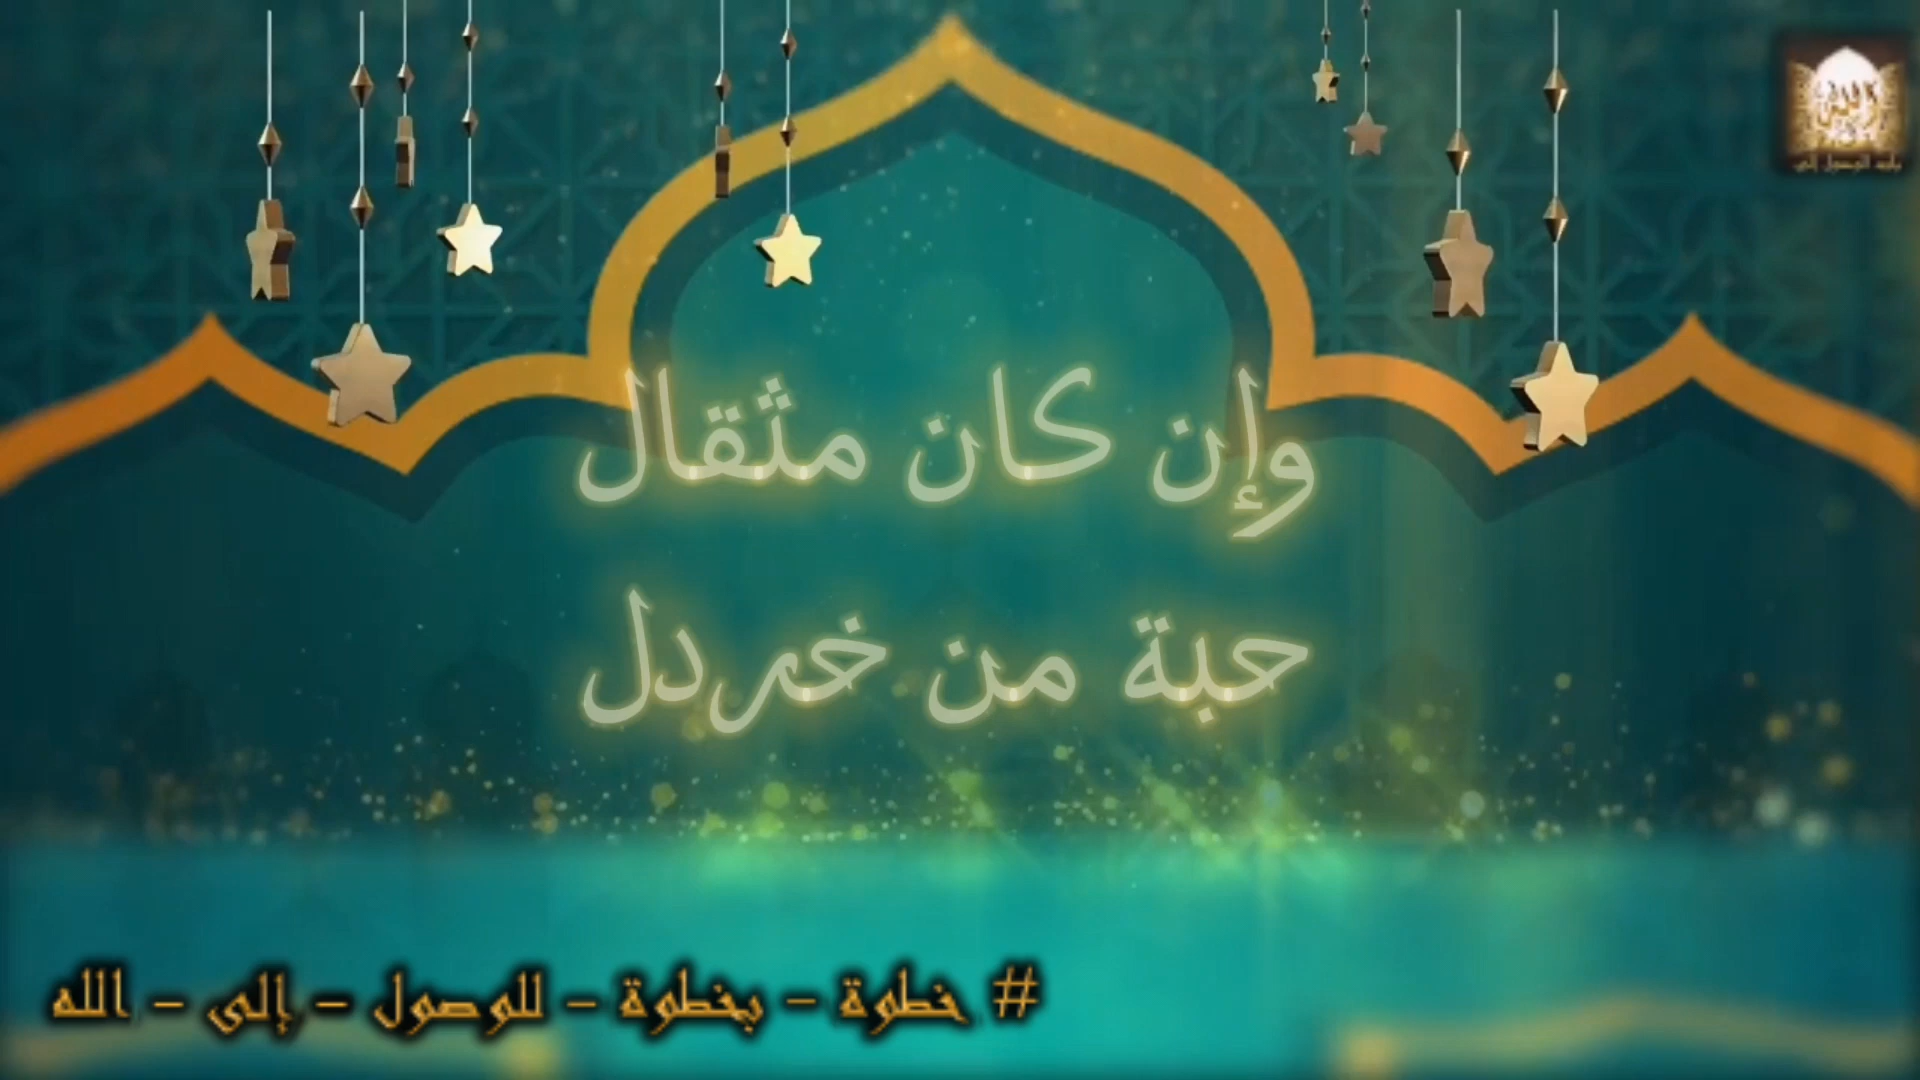 وإن كان مثقال
حبة من خردل
# خطوة - بخطوة - للوصول - إلى - الله